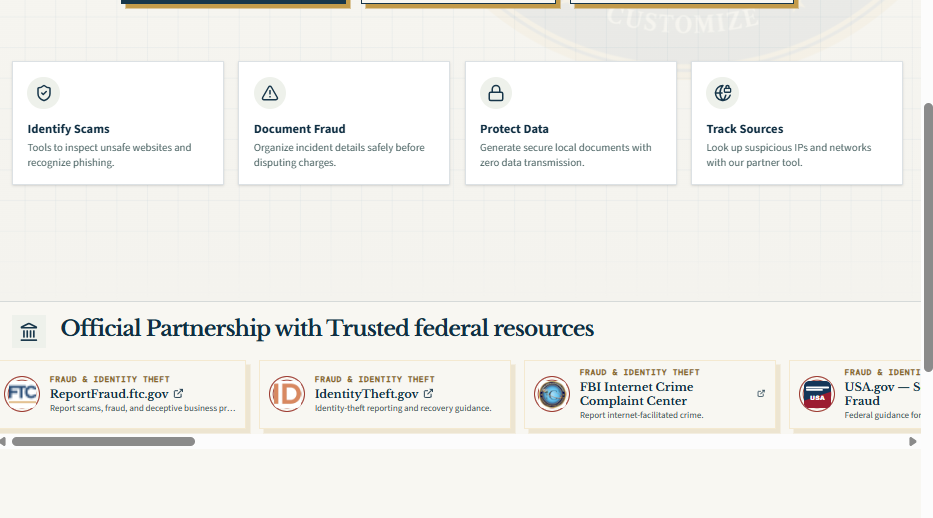 CUSTOMIZE
Identify Scams
Tools to inspect unsafe websites and
recognize phishing.
Document Fraud
Organize incident details safely before
disputing charges.
Protect Data
Generate secure local documents with
zero data transmission.
Track Sources
Look up suspicious IPs and networks
with our partner tool.
Official Partnership with Trusted federal resources
FTC
FRAUD & IDENTITY THEFT
ReportFraud.ftc.gov
Report scams, fraud, and deceptive business pr...
ID
FRAUD & IDENTITY THEFT
IdentityTheft.gov
Identity-theft reporting and recovery guidance.
FRAUD & IDENTITY THEFT
FBI Internet Crime
Complaint Center
Report internet-facilitated crime.
USA
FRAUD & IDENTI
USA.gov — S
Fraud
Federal guidance for